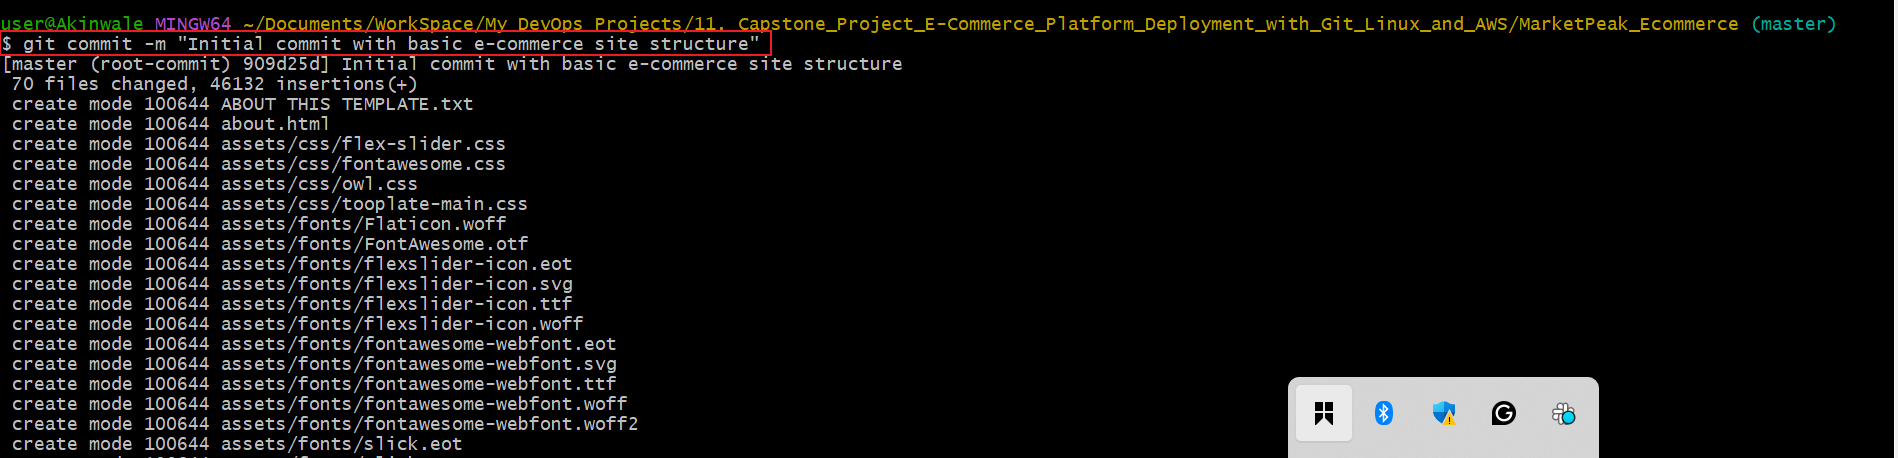 user@Akinwale MINGW64 ~/Documents/WorkSpace/My DevOps Projects/11. Capstone_Project_E-Commerce_Platform_Deployment_with_Git_Linux_and_AWS/MarketPeak_Ecommerce (master)
$ git commit -m "Initial commit with basic e-commerce site structure"
[master (root-commit) 909d25d] Initial commit with basic e-commerce site structure
 70 files changed, 46132 insertions(+)
 create mode 100644 ABOUT THIS TEMPLATE.txt
 create mode 100644 about.html
 create mode 100644 assets/css/flex-slider.css
 create mode 100644 assets/css/fontawesome.css
 create mode 100644 assets/css/owl.css
 create mode 100644 assets/css/tooplate-main.css
 create mode 100644 assets/fonts/Flaticon.woff
 create mode 100644 assets/fonts/FontAwesome.otf
 create mode 100644 assets/fonts/flexslider-icon.eot
 create mode 100644 assets/fonts/flexslider-icon.svg
 create mode 100644 assets/fonts/flexslider-icon.ttf
 create mode 100644 assets/fonts/flexslider-icon.woff
 create mode 100644 assets/fonts/fontawesome-webfont.eot
 create mode 100644 assets/fonts/fontawesome-webfont.svg
 create mode 100644 assets/fonts/fontawesome-webfont.ttf
 create mode 100644 assets/fonts/fontawesome-webfont.woff
 create mode 100644 assets/fonts/fontawesome-webfont.woff2
 create mode 100644 assets/fonts/slick.eot